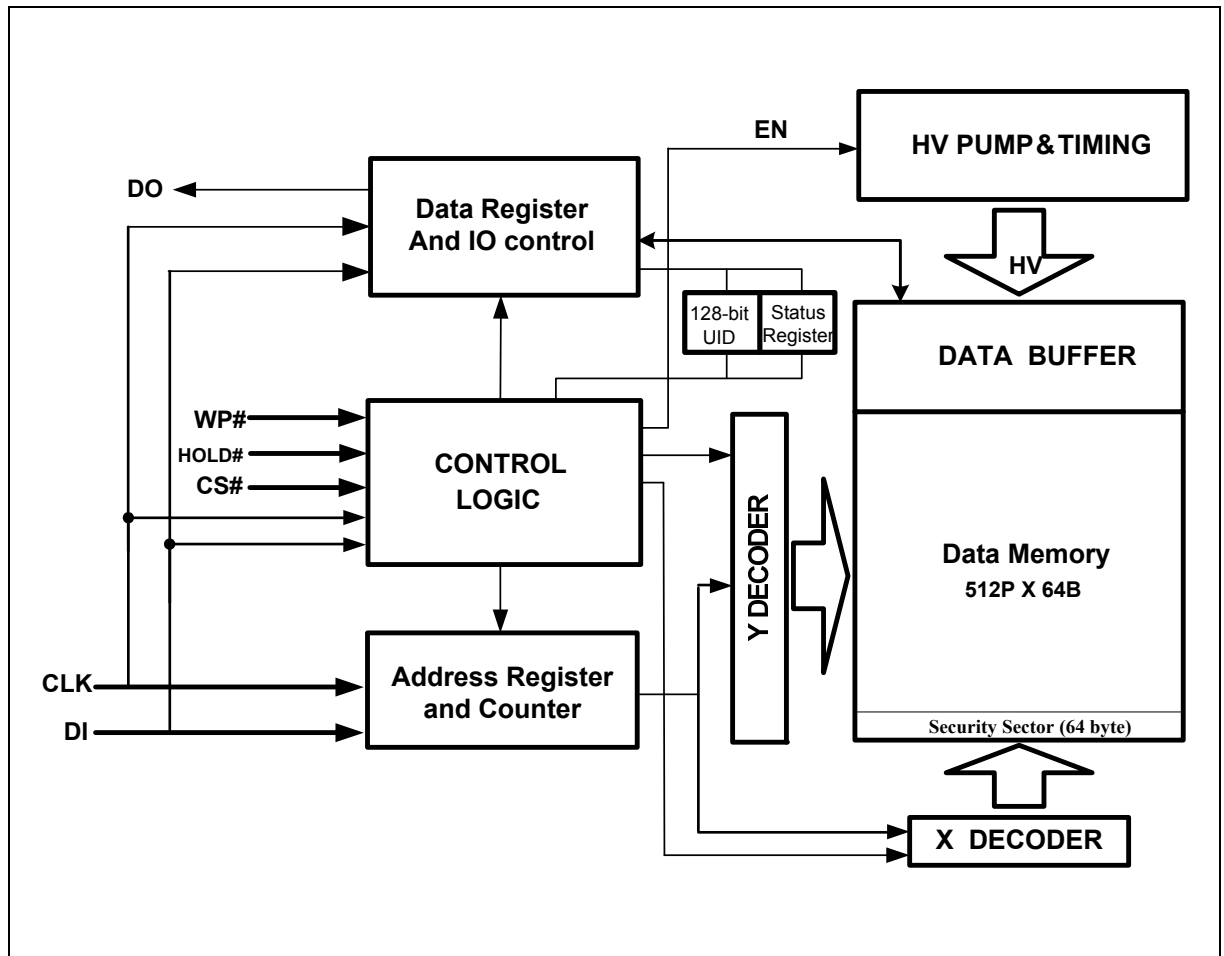 EN
HV PUMP & TIMING
DO
Data Register
And IO control
HV
128-bit
UID
Status
Register
DATA BUFFER
WP#
HOLD#
CS#
CONTROL
LOGIC
Y DECODER
Data Memory
512P X 64B
CLK
DI
Address Register
and Counter
Security Sector (64 byte)
X DECODER